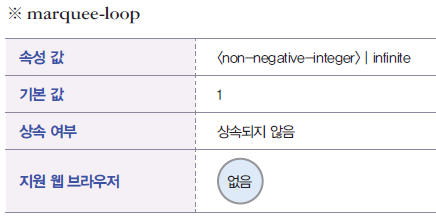 ※ marquee-loop
속성 값 〈non-negative-integer〉 | infinite
기본 값 1
상속 여부 상속되지 않음
지원 웹 브라우저 없음